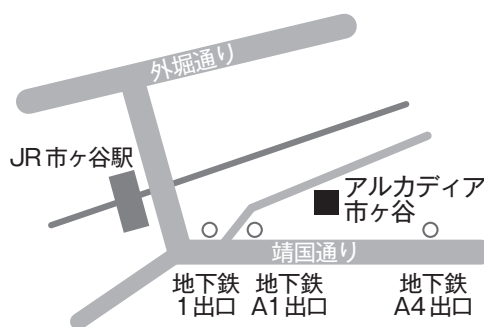 外堀通り
JR市ヶ谷駅
アルカディア
市ヶ谷
靖国通り
地下鉄
1出口
地下鉄
A1出口
地下鉄
A4出口